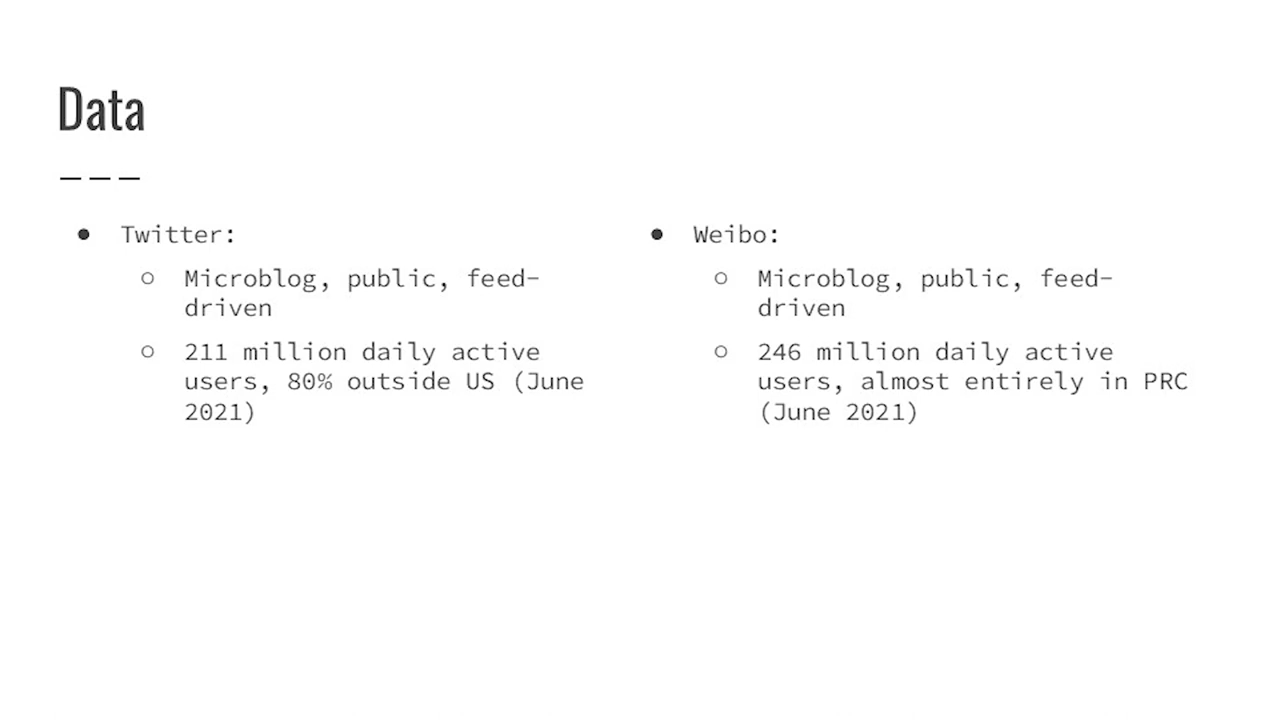 Data
● Twitter:
○ Microblog, public, feed-
driven
○ 211 million daily active
users, 80% outside US (June
2021)
● Weibo:
○ Microblog, public, feed-
driven
○ 246 million daily active
users, almost entirely in PRC
(June 2021)